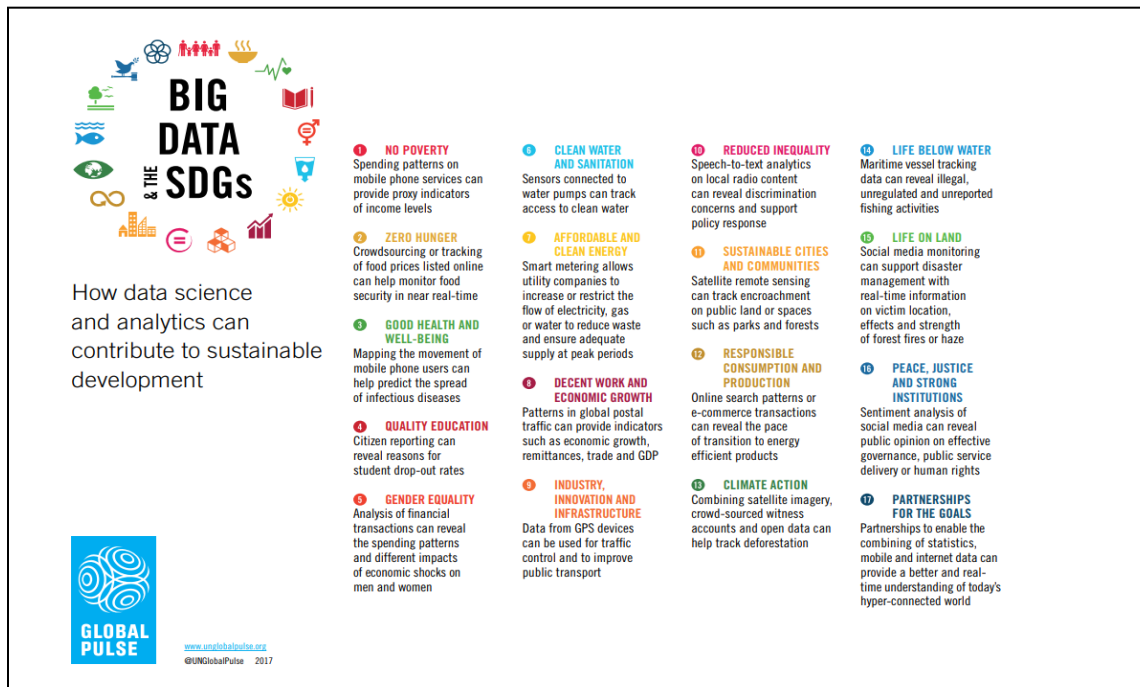 BIG
DATA
& THE
SDGs
How data science
and analytics can
contribute to sustainable
development
1 NO POVERTY
Spending patterns on
mobile phone services can
provide proxy indicators
of income levels
2 ZERO HUNGER
Crowdsourcing or tracking
of food prices listed online
can help monitor food
security in near real-time
3 GOOD HEALTH AND
WELL-BEING
Mapping the movement of
mobile phone users can
help predict the spread
of infectious diseases
4 QUALITY EDUCATION
Citizen reporting can
reveal reasons for
student drop-out rates
5 GENDER EQUALITY
Analysis of financial
transactions can reveal
the spending patterns
and different impacts
of economic shocks on
men and women
6 CLEAN WATER
AND SANITATION
Sensors connected to
water pumps can track
access to clean water
7 AFFORDABLE AND
CLEAN ENERGY
Smart metering allows
utility companies to
increase or restrict the
flow of electricity, gas
or water to reduce waste
and ensure adequate
supply at peak periods
8 DECENT WORK AND
ECONOMIC GROWTH
Patterns in global postal
traffic can provide indicators
such as economic growth,
remittances, trade and GDP
9 INDUSTRY,
INNOVATION AND
INFRASTRUCTURE
Data from GPS devices
can be used for traffic
control and to improve
public transport
10 REDUCED INEQUALITY
Speech-to-text analytics
on local radio content
can reveal discrimination
concerns and support
policy response
11 SUSTAINABLE CITIES
AND COMMUNITIES
Satellite remote sensing
can track encroachment
on public land or spaces
such as parks and forests
12 RESPONSIBLE
CONSUMPTION AND
PRODUCTION
Online search patterns or
e-commerce transactions
can reveal the pace
of transition to energy
efficient products
13 CLIMATE ACTION
Combining satellite imagery,
crowd-sourced witness
accounts and open data can
help track deforestation
14 LIFE BELOW WATER
Maritime vessel tracking
data can reveal illegal,
unregulated and unreported
fishing activities
15 LIFE ON LAND
Social media monitoring
can support disaster
management with
real-time information
on victim location,
effects and strength
of forest fires or haze
16 PEACE, JUSTICE
AND STRONG
INSTITUTIONS
Sentiment analysis of
social media can reveal
public opinion on effective
governance, public service
delivery or human rights
17 PARTNERSHIPS
FOR THE GOALS
Partnerships to enable the
combining of statistics,
mobile and internet data can
provide a better and real-
time understanding of today's
hyper-connected world
GLOBAL
PULSE
www.unglobalpulse.org
@UNGlobalPulse 2017